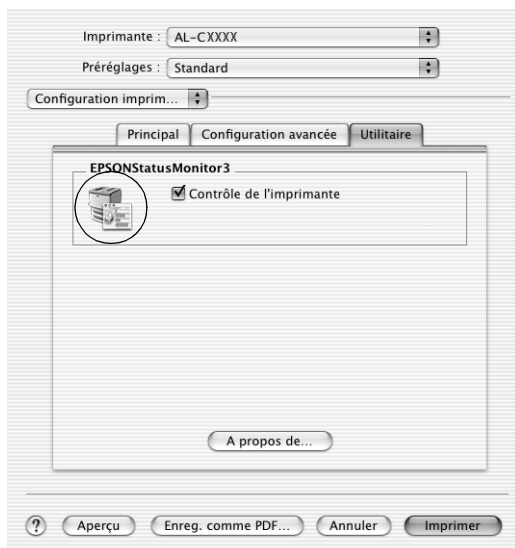 Imprimante : AL-CXXXX
Préréglages : Standard
Configuration imprim...
Principal Configuration avancée Utilitaire
EPSONStatusMonitor3
Contrôle de l'imprimante
A propos de...
? Aperçu Enreg. comme PDF... Annuler Imprimer